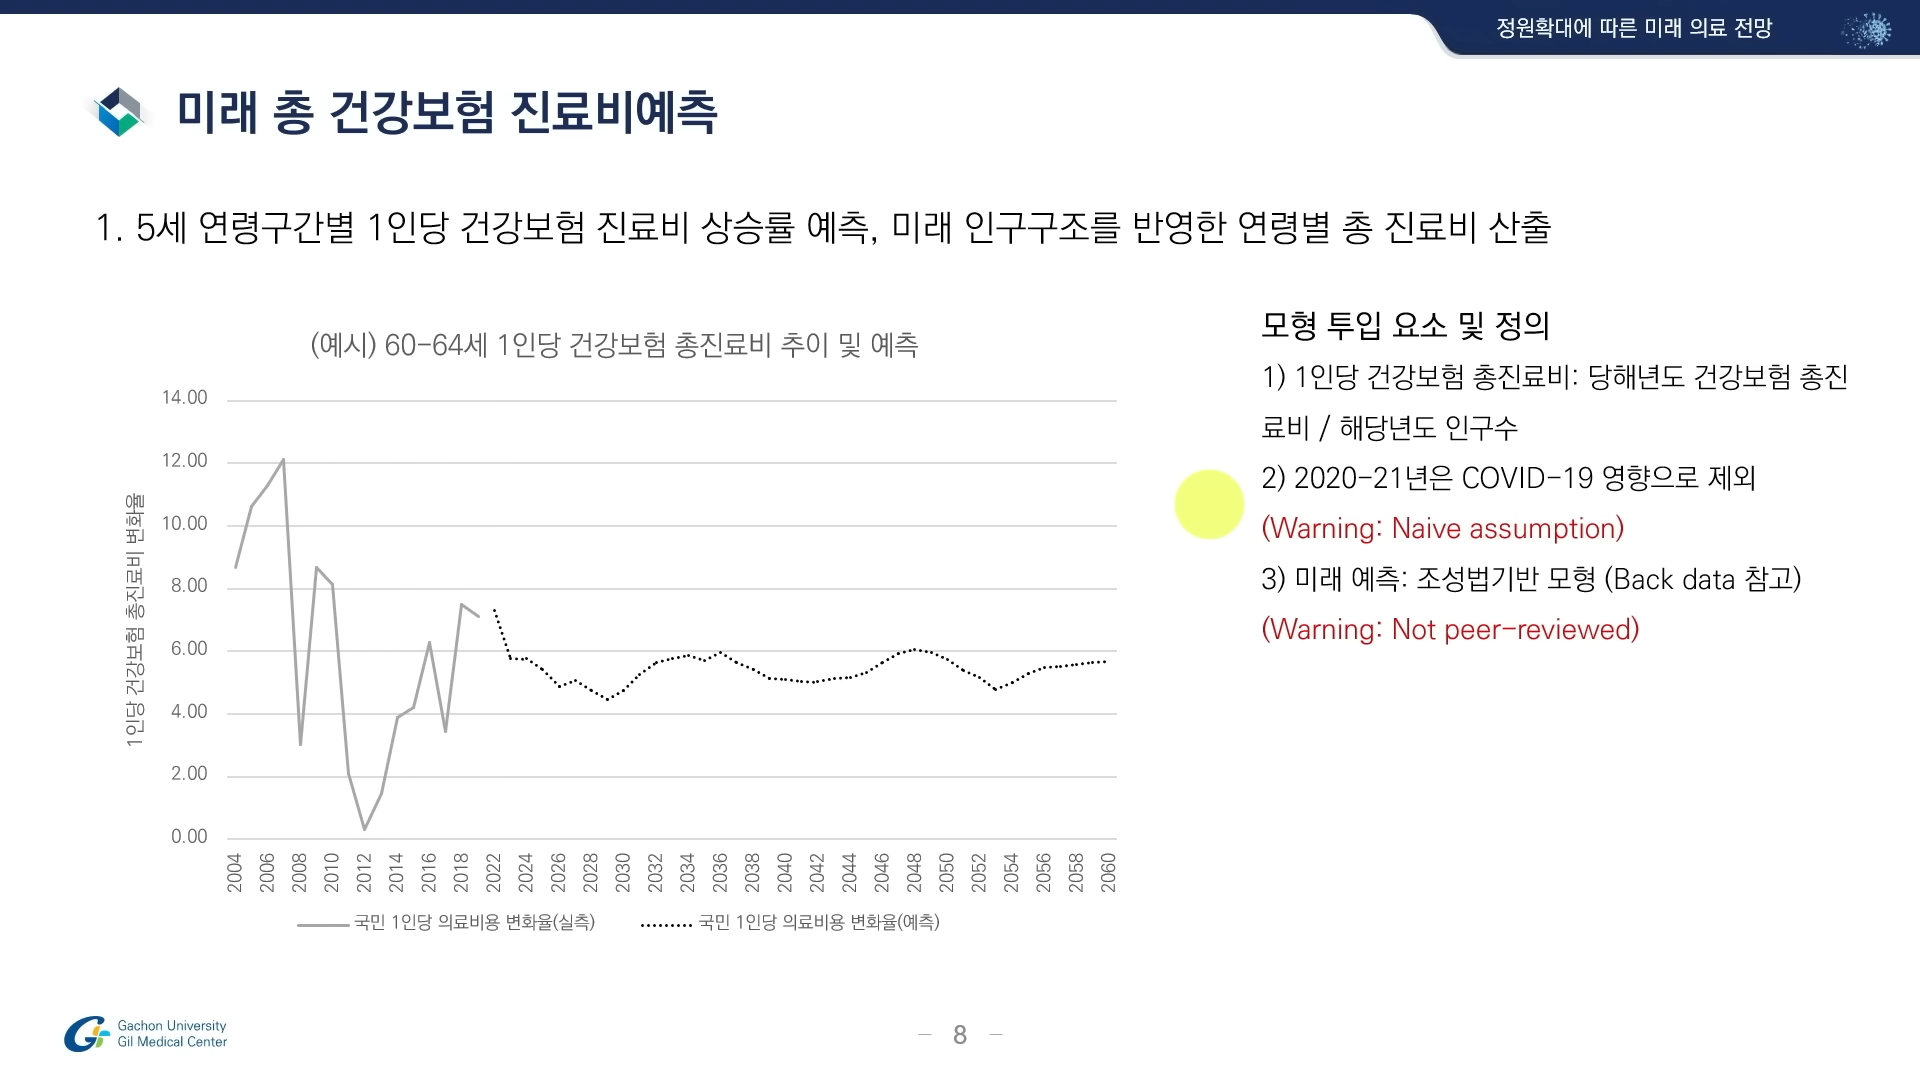 정원확대에 따른 미래 의료 전망
미래 총 건강보험 진료비예측
1. 5세 연령구간별 1인당 건강보험 진료비 상승률 예측, 미래 인구구조를 반영한 연령별 총 진료비 산출
(예시) 60-64세 1인당 건강보험 총진료비 추이 및 예측
1인당 건강보험 총진료비 변화율
14.00
12.00
10.00
8.00
6.00
4.00
2.00
0.00
2004 2006 2008 2010 2012 2014 2016 2018 2022 2024 2026 2028 2030 2032 2034 2036 2038 2040 2042 2044 2046 2048 2050 2052 2054 2056 2058 2060
국민 1인당 의료비용 변화율(실측) 국민 1인당 의료비용 변화율(예측)
모형 투입 요소 및 정의
1) 1인당 건강보험 총진료비: 당해년도 건강보험 총진
료비 / 해당년도 인구수
2) 2020-21년은 COVID-19 영향으로 제외
(Warning: Naive assumption)
3) 미래 예측: 조성법기반 모형 (Back data 참고)
(Warning: Not peer-reviewed)
Gachon University
Gil Medical Center
- 8 -